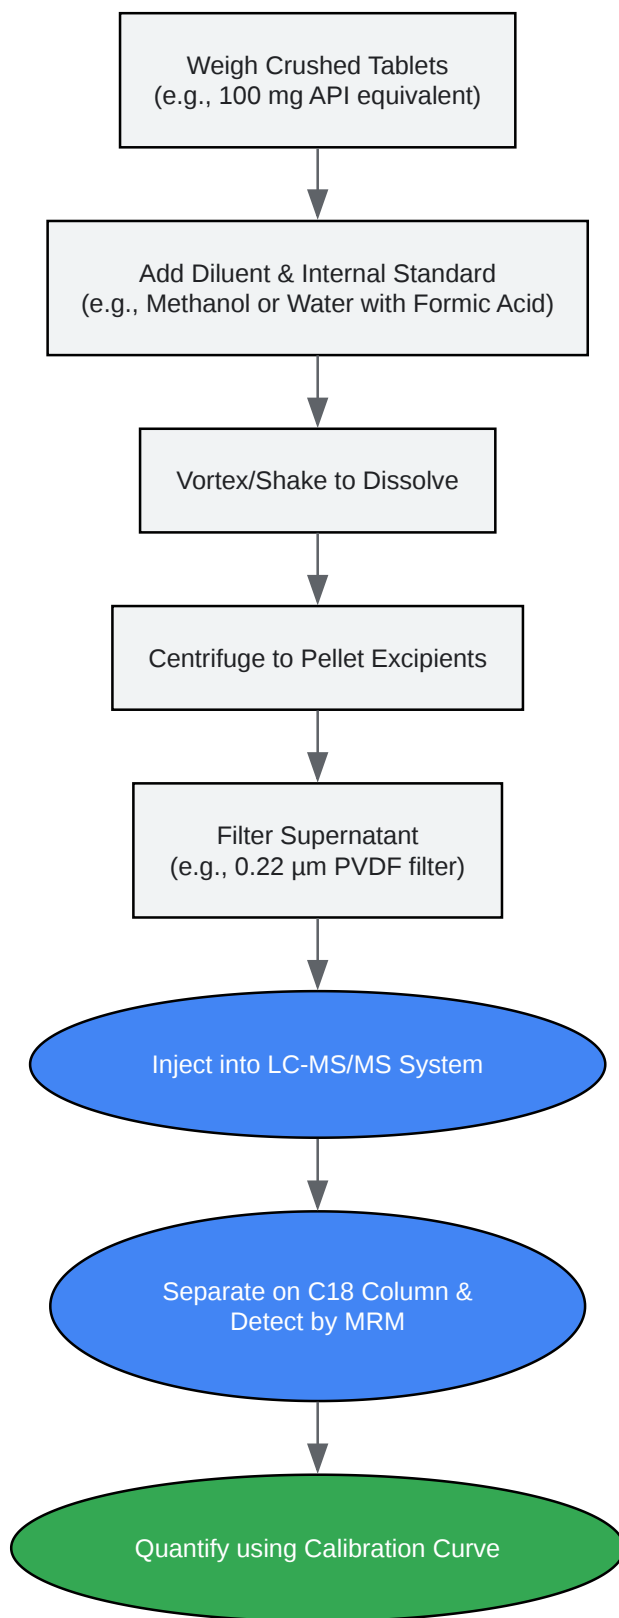 Weigh Crushed Tablets
(e.g., 100 mg API equivalent)
Add Diluent & Internal Standard
(e.g., Methanol or Water with Formic Acid)
Vortex/Shake to Dissolve
Centrifuge to Pellet Excipients
Filter Supernatant
(e.g., 0.22 µm PVDF filter)
Inject into LC-MS/MS System
Separate on C18 Column &
Detect by MRM
Quantify using Calibration Curve